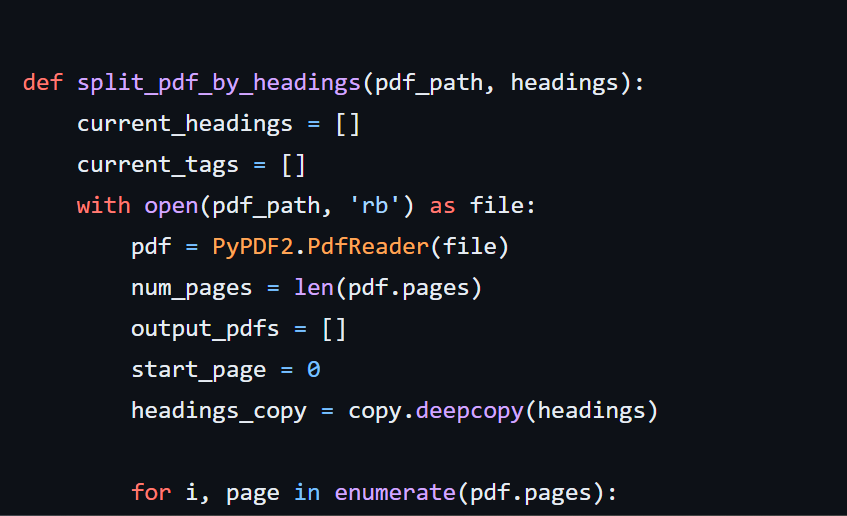 def split_pdf_by_headings(pdf_path, headings):
    current_headings = []
    current_tags = []
    with open(pdf_path, 'rb') as file:
        pdf = PyPDF2.PdfReader(file)
        num_pages = len(pdf.pages)
        output_pdfs = []
        start_page = 0
        headings_copy = copy.deepcopy(headings)

        for i, page in enumerate(pdf.pages):